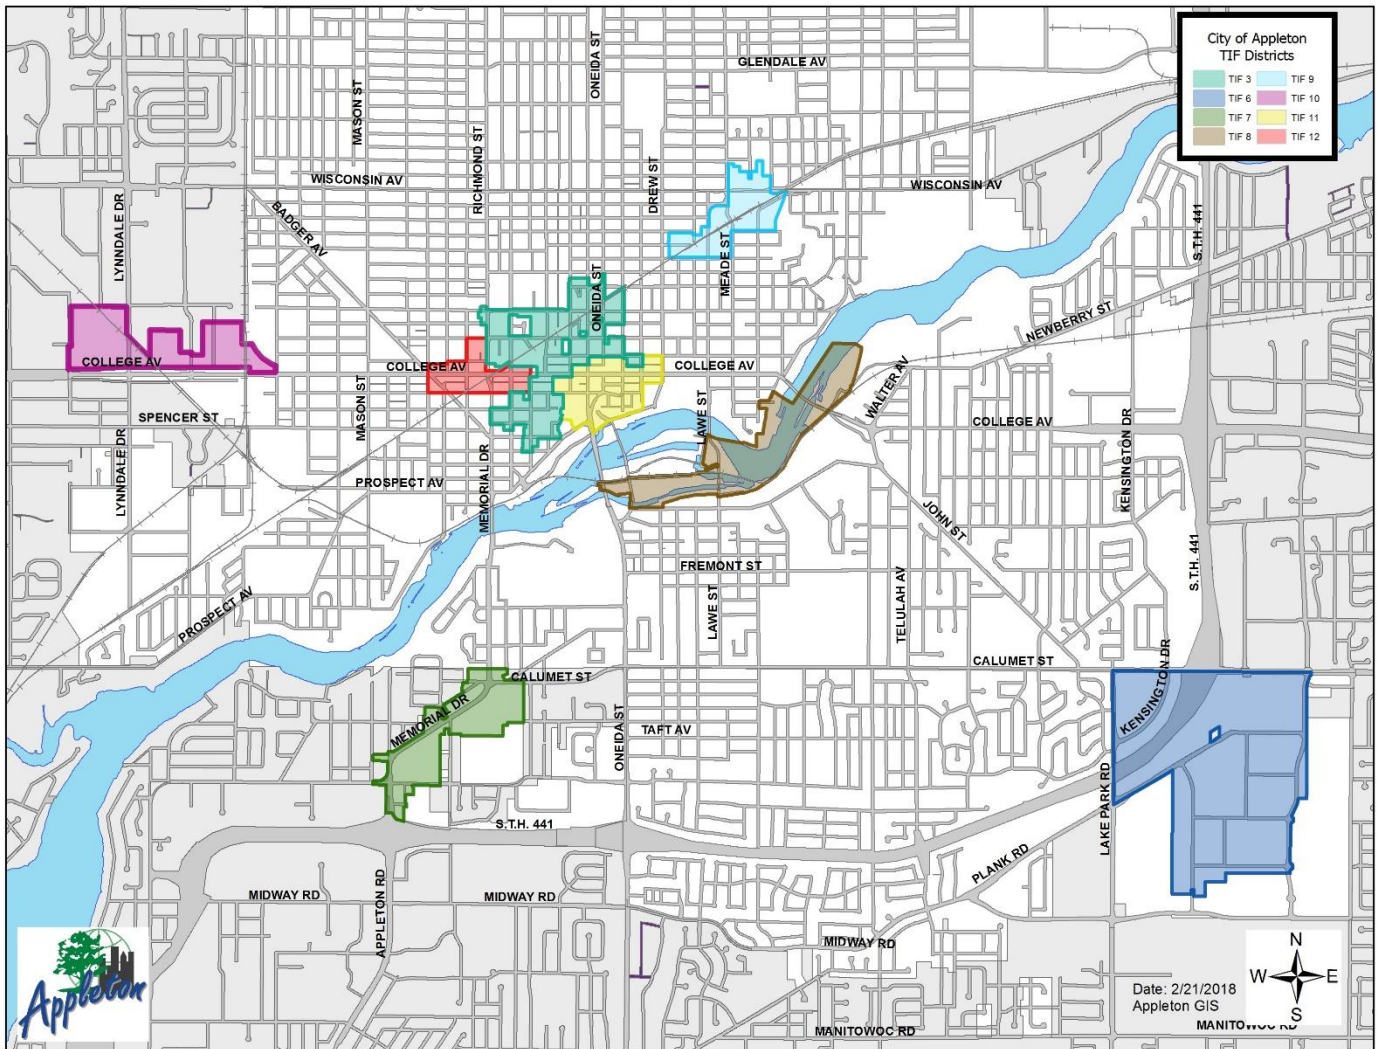 City of Appleton
TIF Districts
TIF 3 TIF 9
TIF 6 TIF 10
TIF 7 TIF 11
TIF 8 TIF 12
ONEIDA ST
GLENDALE AV
MASON ST
RICHMOND ST
DREW ST
WISCONSIN AV
WISCONSIN AV
LYNNDALE DR
BADGER AV
S.T.H. 441
MEADE ST
ONEIDA ST
NEWBERRY ST
COLLEGE AV
COLLEGE AV
COLLEGE AV
WALTER AV
MASON ST
LAWE ST
SPENCER ST
COLLEGE AV
KENSINGTON DR
LYNNDALE DR
PROSPECT AV
MEMORIAL DR
JOHN ST
S.T.H. 441
FREMONT ST
PROSPECT AV
LAWE ST
TELULAH AV
CALUMET ST
CALUMET ST
KENSINGTON DR
MEMORIAL DR
ONEIDA ST
TAFT AV
LAKE PARK RD
S.T.H. 441
PLANK RD
MIDWAY RD
MIDWAY RD
APPLETON RD
MIDWAY RD
N
W E
S
Appleton
Date: 2/21/2018
Appleton GIS
MANITOWOC RD
MANITOWOC RD